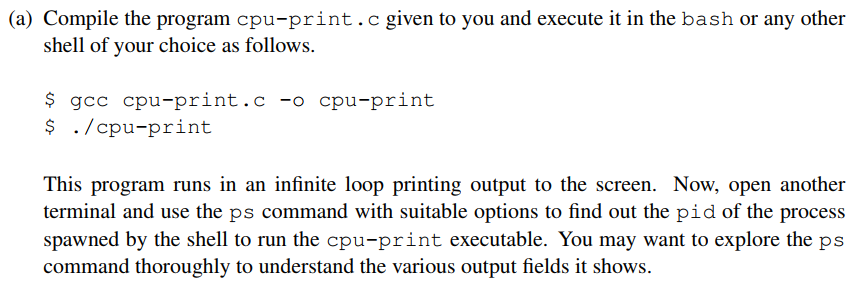 (a) Compile the program cpu-print.c given to you and execute it in the bash or any other
shell of your choice as follows.
$ gcc cpu-print.c -o cpu-print
$ ./cpu-print
This program runs in an infinite loop printing output to the screen. Now, open another
terminal and use the ps command with suitable options to find out the pid of the process
spawned by the shell to run the cpu-print executable. You may want to explore the ps
command thoroughly to understand the various output fields it shows.